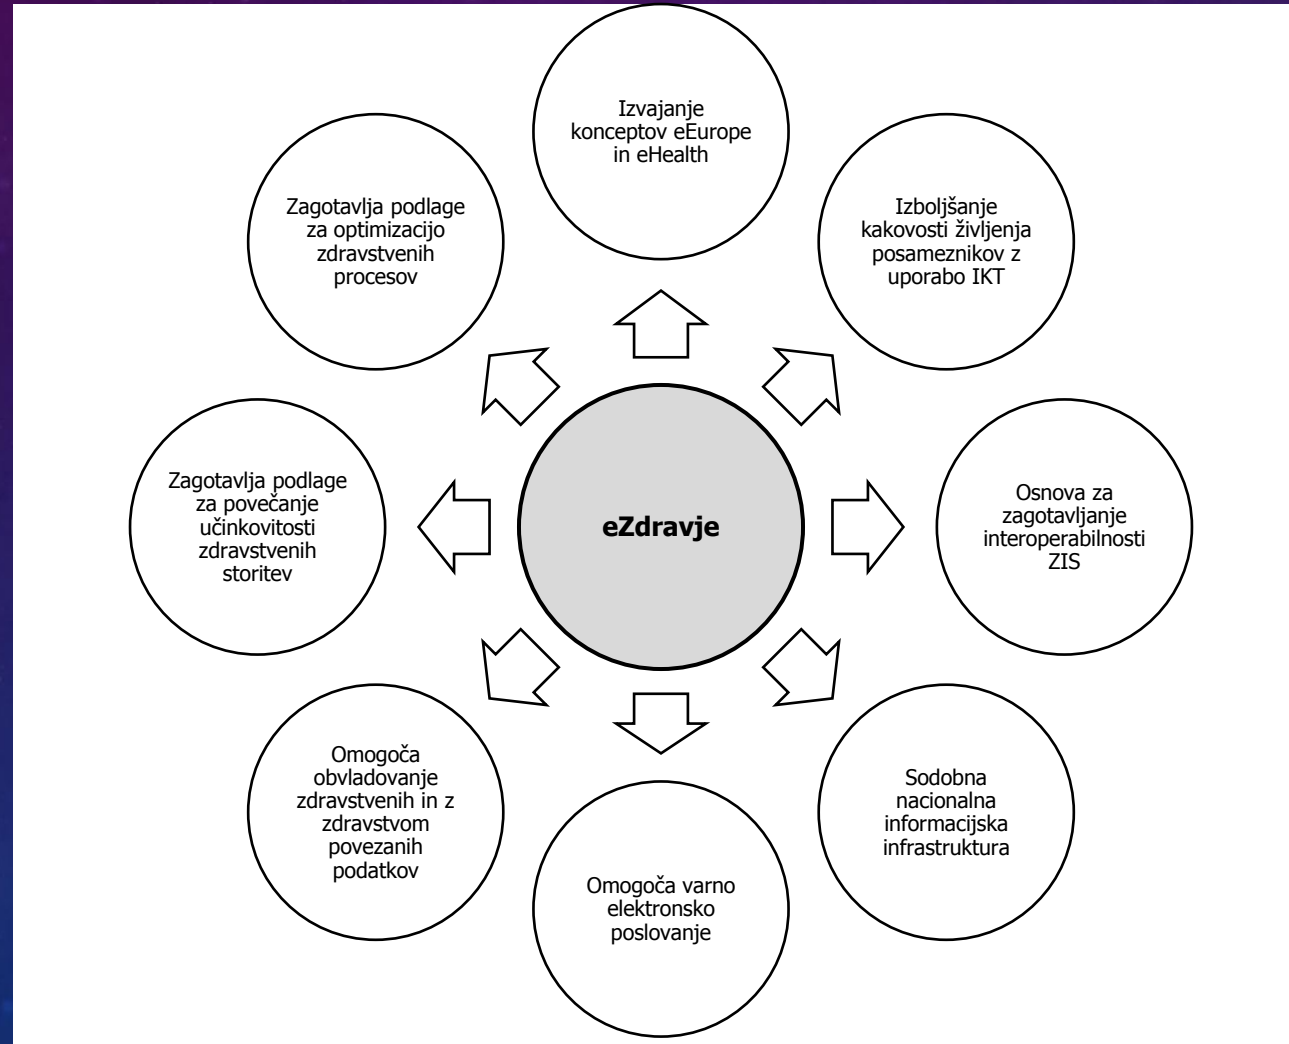 Izvajanje
konceptov eEurope
in eHealth
Izboljšanje
kakovosti življenja
posameznikov z
uporabo IKT
Osnova za
zagotavljanje
interoperabilnosti
ZIS
Sodobna
nacionalna
informacijska
infrastruktura
Omogoča varno
elektronsko
poslovanje
Omogoča
obvladovanje
zdravstvenih in z
zdravstvom
povezanih
podatkov
Zagotavlja podlage
za povečanje
učinkovitosti
zdravstvenih
storitev
Zagotavlja podlage
za optimizacijo
zdravstvenih
procesov
eZdravje